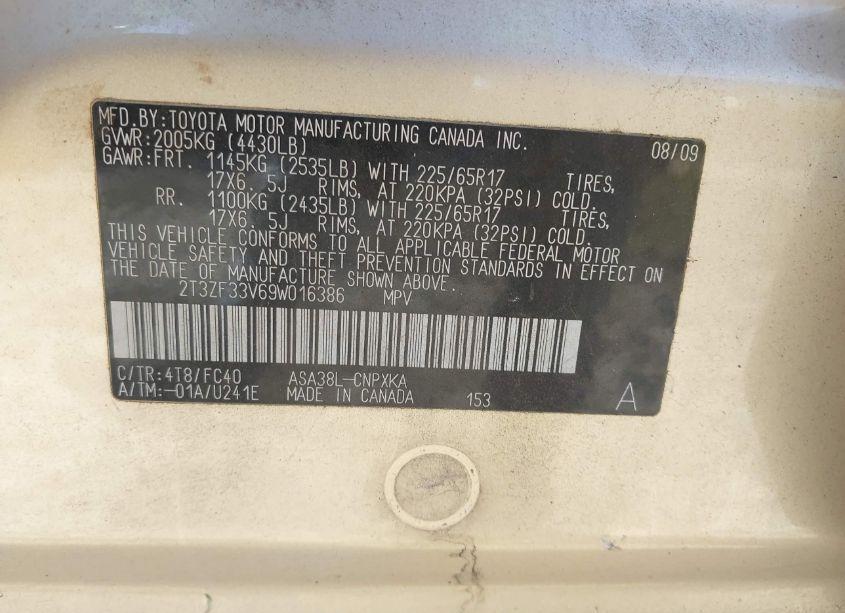 MFD.BY:TOYOTA MOTOR MANUFACTURING CANADA INC. 08/09
GVWR:2005KG (4430LB)
GAWR:FRT. 1145KG (2535LB) WITH 225/65R17 TIRES,
17X6. 5J RIMS, AT 220KPA (32PSI) COLD.
RR. 1100KG (2435LB) WITH 225/65R17 TIRES,
17X6. 5J RIMS, AT 220KPA (32PSI) COLD.
THIS VEHICLE CONFORMS TO ALL APPLICABLE FEDERAL MOTOR
VEHICLE SAFETY AND THEFT PREVENTION STANDARDS IN EFFECT ON
THE DATE OF MANUFACTURE SHOWN ABOVE.
2T3ZF33V69W016386 MPV
C/TR:4T8/FC40 ASA38L-CNPXKA
A/TM:-01A/U241E MADE IN CANADA 153 A